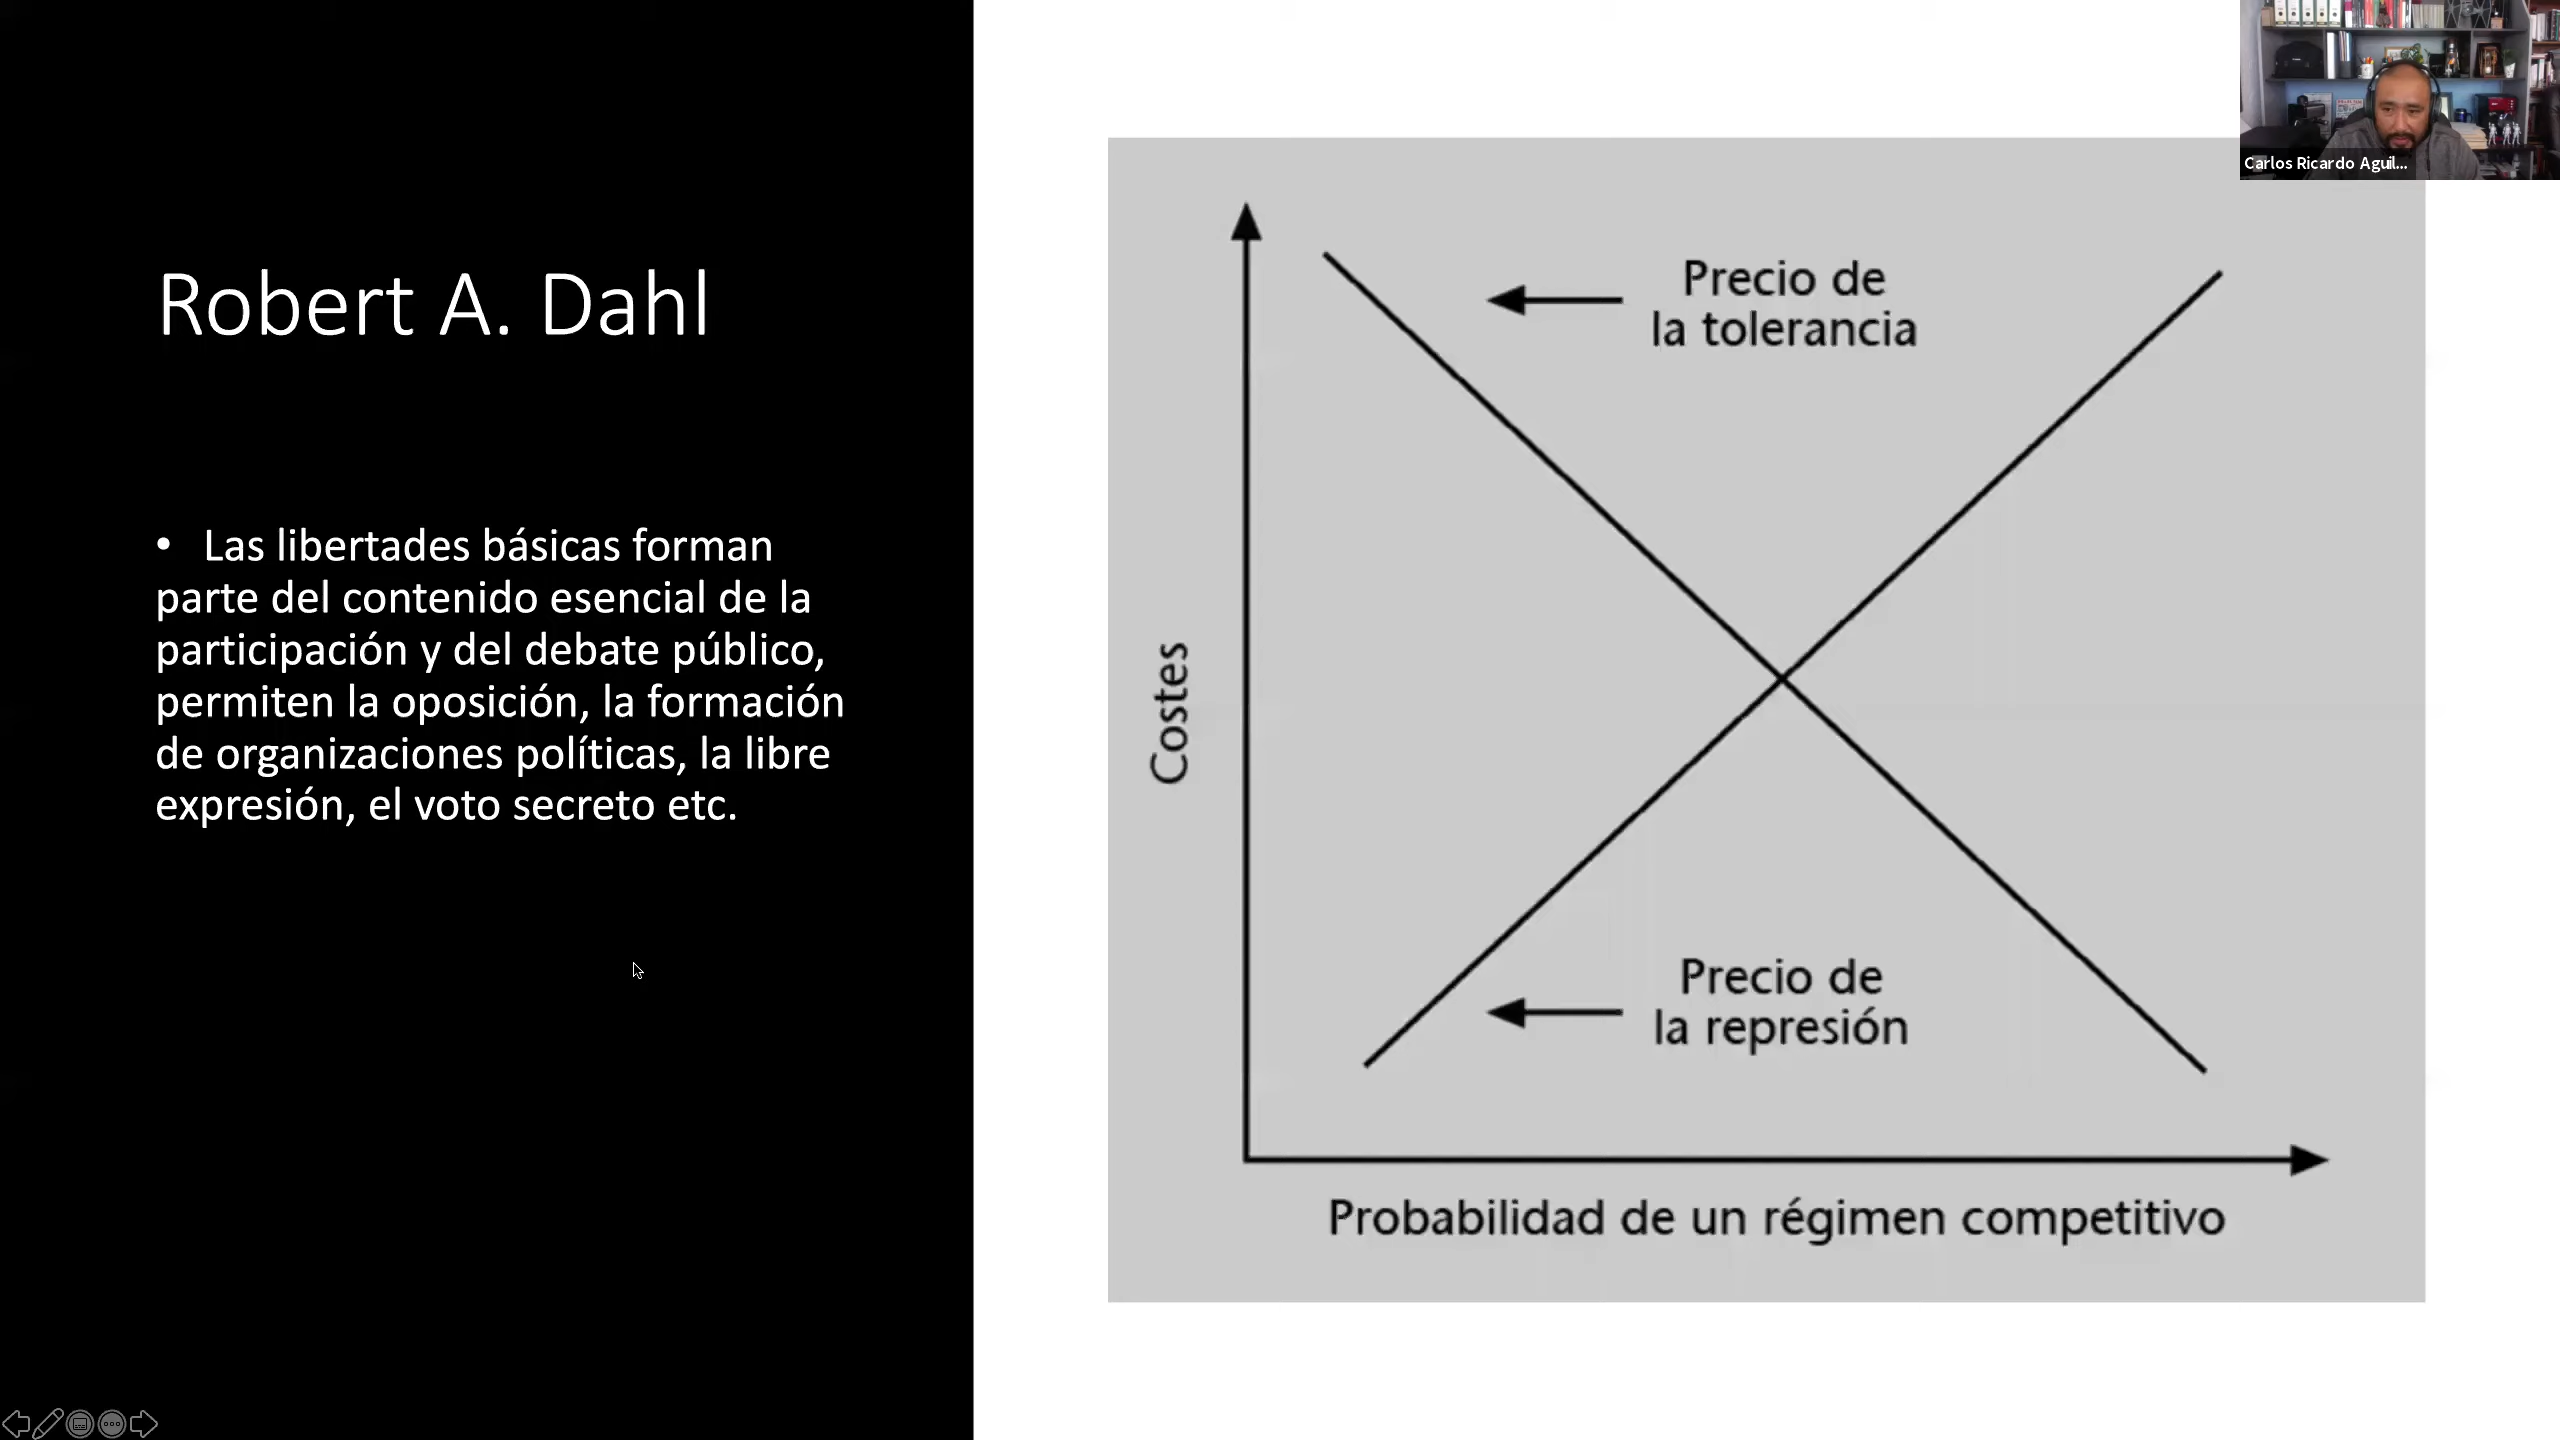 Robert A. Dahl
• Las libertades básicas forman
parte del contenido esencial de la
participación y del debate público,
permiten la oposición, la formación
de organizaciones políticas, la libre
expresión, el voto secreto etc.
Precio de
la tolerancia
Costes
Precio de
la represión
Probabilidad de un régimen competitivo
Carlos Ricardo Aguil...